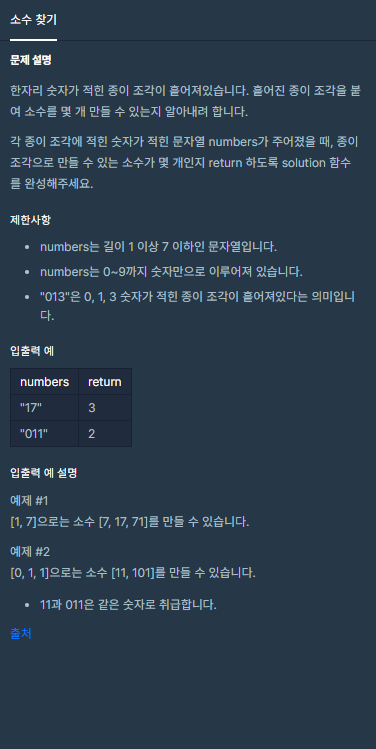 소수 찾기
문제 설명
한자리 숫자가 적힌 종이 조각이 흩어져있습니다. 흩어진 종이 조각을 붙
여 소수를 몇 개 만들 수 있는지 알아내려 합니다.
각 종이 조각에 적힌 숫자가 적힌 문자열 numbers가 주어졌을 때, 종이
조각으로 만들 수 있는 소수가 몇 개인지 return 하도록 solution 함수
를 완성해주세요.
제한사항
• numbers는 길이 1 이상 7 이하인 문자열입니다.
• numbers는 0~9까지 숫자만으로 이루어져 있습니다.
• "013"은 0, 1, 3 숫자가 적힌 종이 조각이 흩어져있다는 의미입니
다.
입출력 예
numbers return
"17" 3
"011" 2
입출력 예 설명
예제 #1
[1, 7]으로는 소수 [7, 17, 71]를 만들 수 있습니다.
예제 #2
[0, 1, 1]으로는 소수 [11, 101]를 만들 수 있습니다.
• 11과 011은 같은 숫자로 취급합니다.
출처